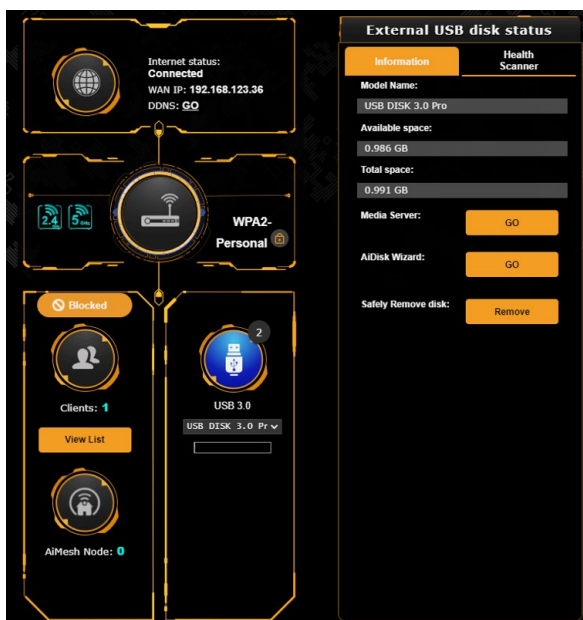 Internet status:
Connected
WAN IP: 192.168.123.36
DDNS: GO
2.4
5 GHz
WPA2-
Personal
Blocked
Clients: 1
View List
AiMesh Node: 0
2
USB 3.0
USB DISK 3.0 Pr
External USB disk status
Information
Health
Scanner
Model Name:
USB DISK 3.0 Pro
Available space:
0.986 GB
Total space:
0.991 GB
Media Server:
GO
AiDisk Wizard:
GO
Safely Remove disk:
Remove